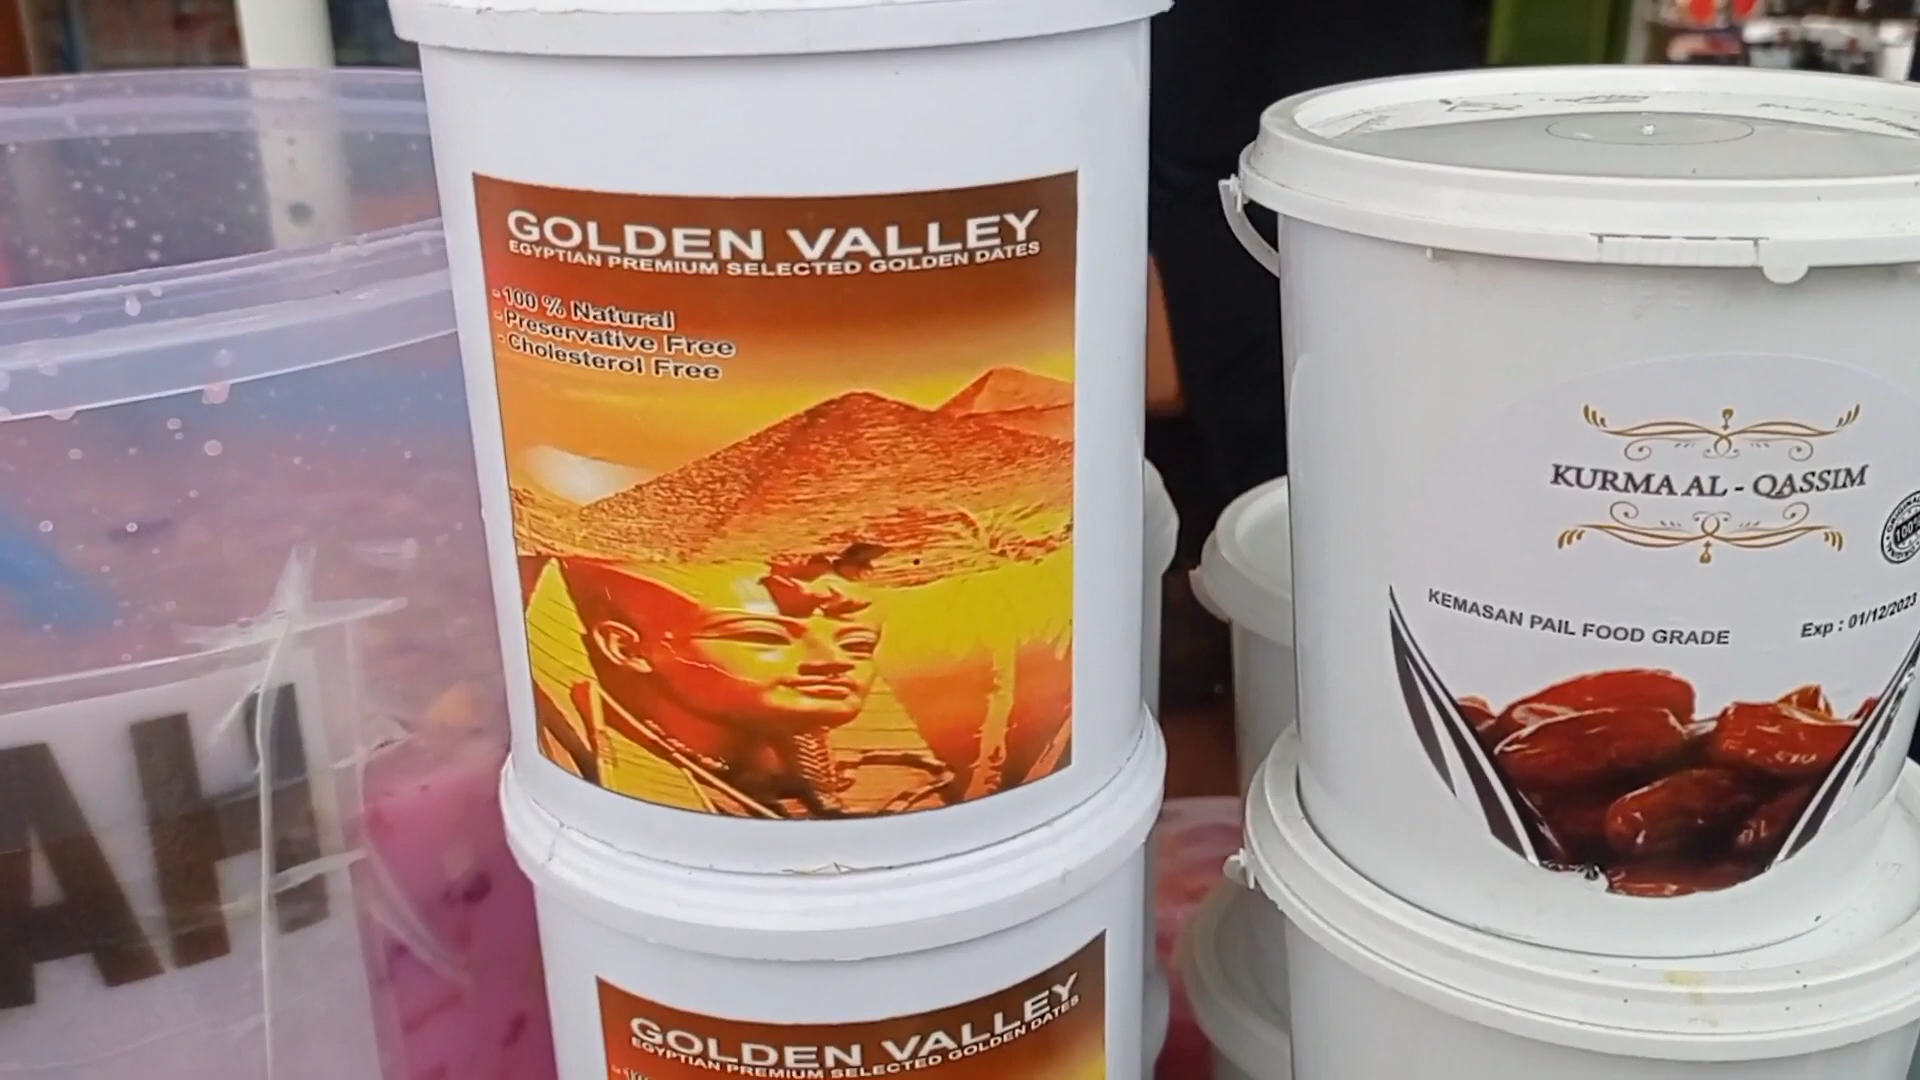 GOLDEN VALLEY
EGYPTIAN PREMIUM SELECTED GOLDEN DATES
- 100 % Natural
- Preservative Free
- Cholesterol Free
KURMA AL - QASSIM
100%
KEMASAN PAIL FOOD GRADE
Exp : 01/12/2023
AH
GOLDEN VALLEY
EGYPTIAN PREMIUM SELECTED GOLDEN DATES